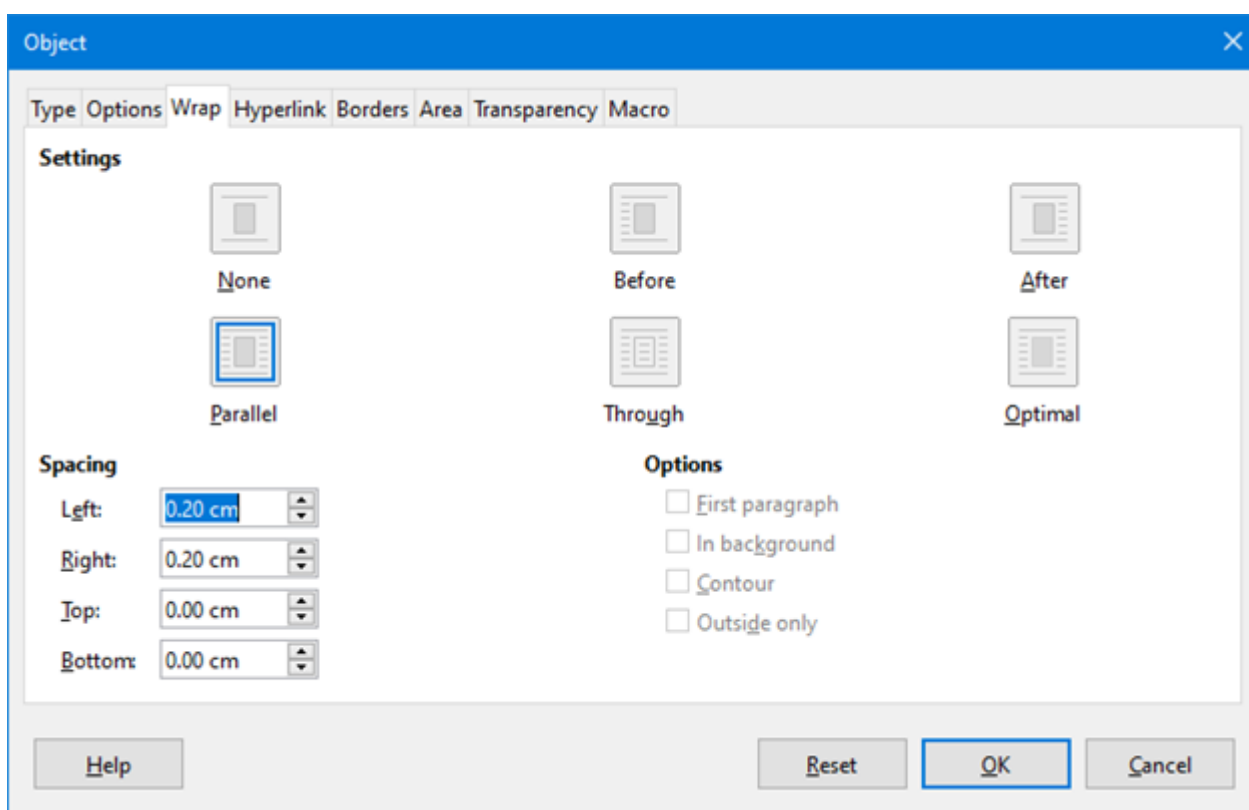 Object
Type Options Wrap Hyperlink Borders Area Transparency Macro
Settings
None Before After
Parallel Through Optimal
Spacing Options
Left: 0.20 cm First paragraph
Right: 0.20 cm In background
Top: 0.00 cm Contour
Bottom: 0.00 cm Outside only
Help Reset OK Cancel